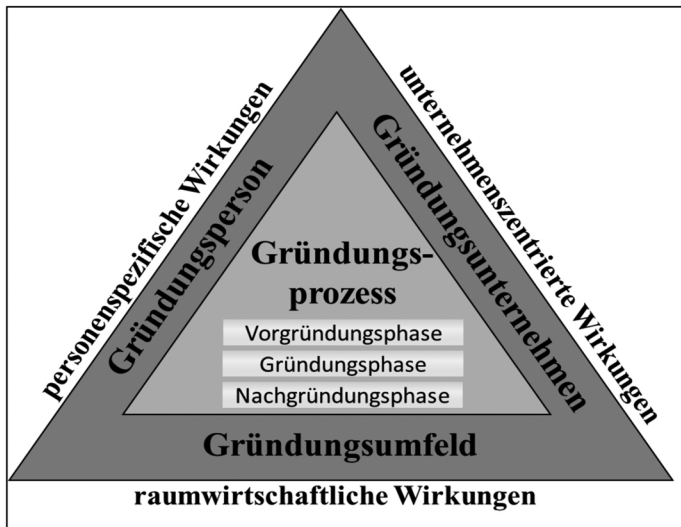 personenspezifische Wirkungen
unternehmenszentrierte Wirkungen
Gründungsperson
Gründungsunternehmen
Gründungs-
prozess
Vorgründungsphase
Gründungsphase
Nachgründungsphase
Gründungsumfeld
raumwirtschaftliche Wirkungen